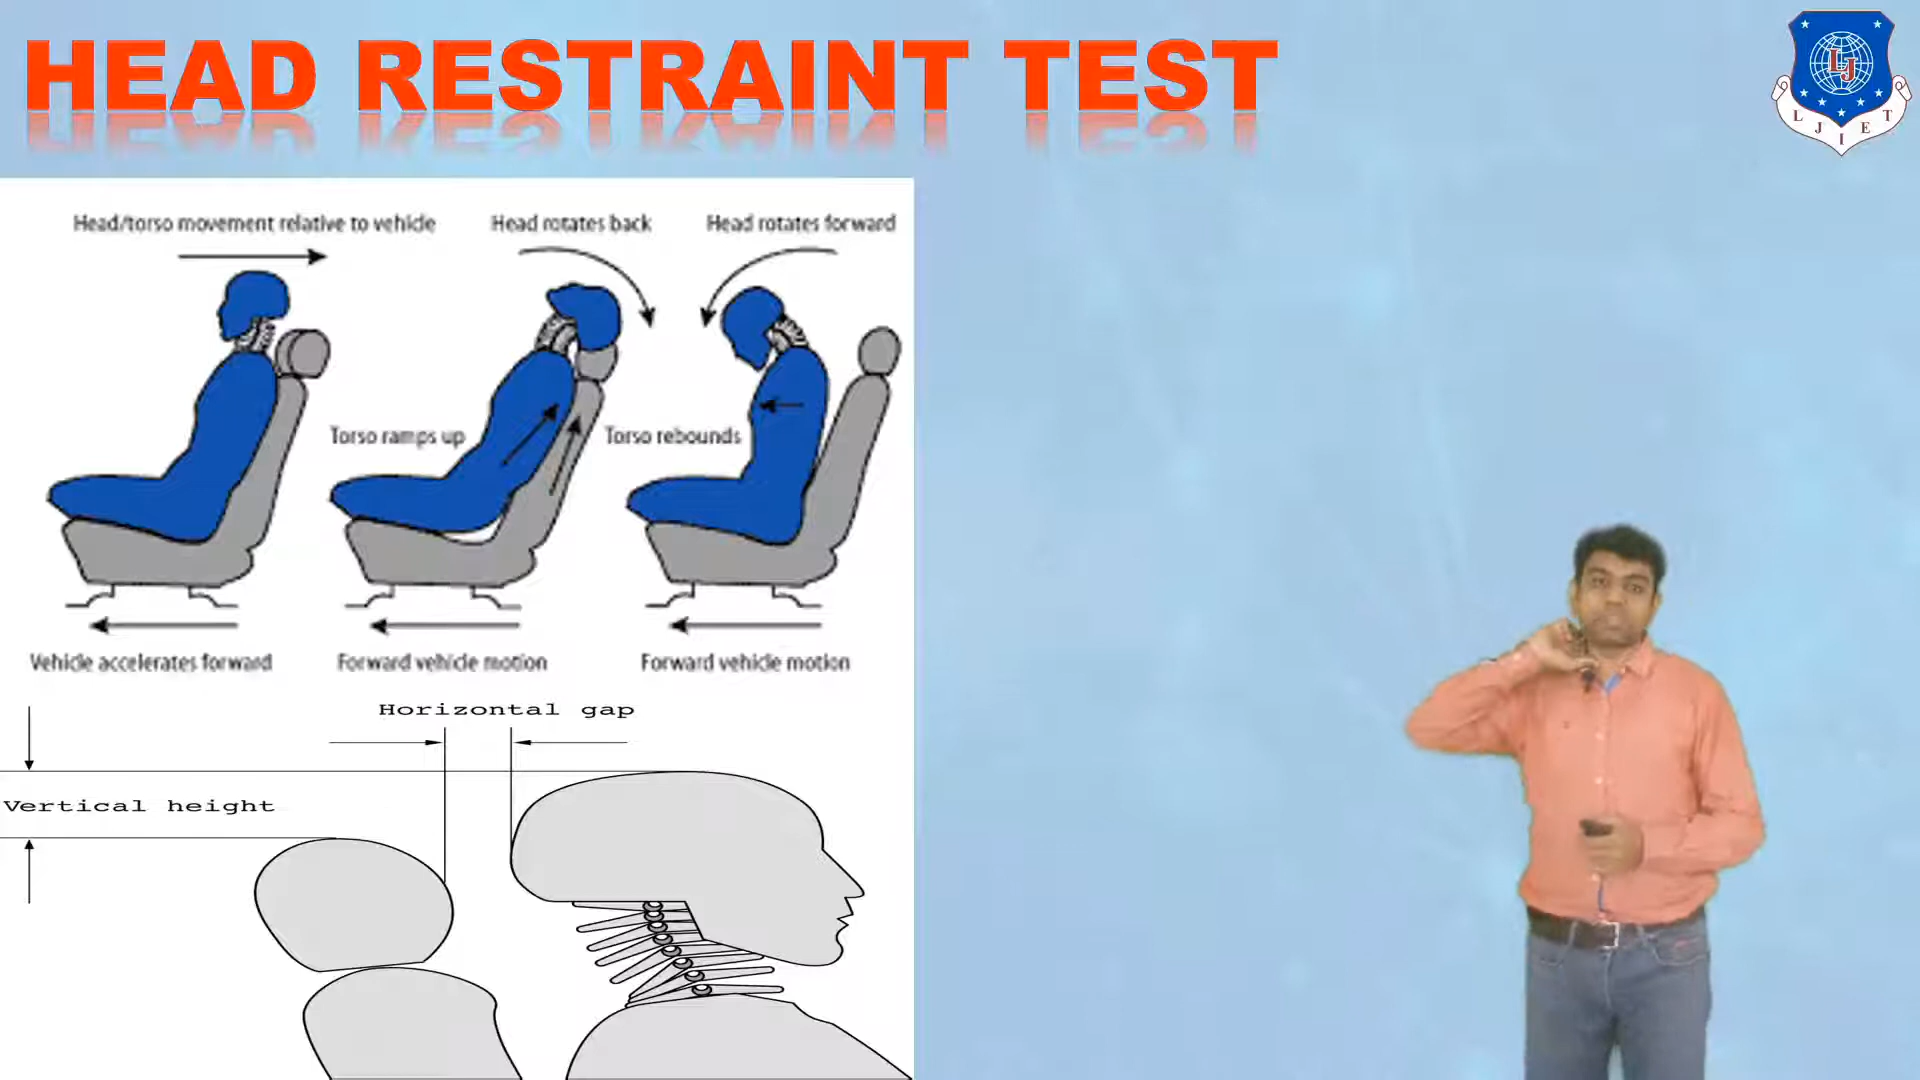 HEAD RESTRAINT TEST
LJ
L J I E T
Head/torso movement relative to vehicle
Head rotates back
Head rotates forward
Torso ramps up
Torso rebounds
Vehicle accelerates forward
Forward vehicle motion
Forward vehicle motion
Horizontal gap
Vertical height